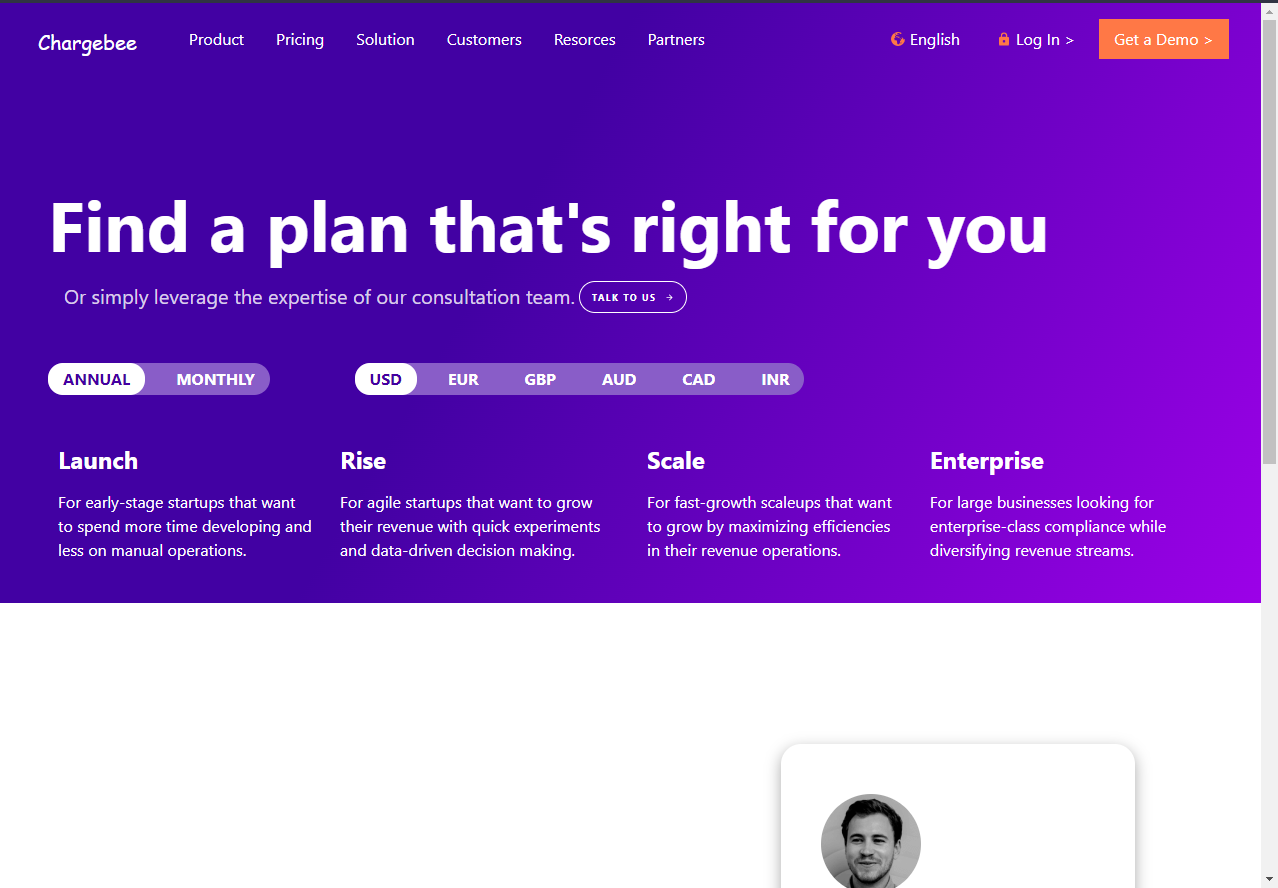 Chargebee Product Pricing Solution Customers Resorces Partners English Log In > Get a Demo >
Find a plan that's right for you
Or simply leverage the expertise of our consultation team. TALK TO US →
ANNUAL MONTHLY USD EUR GBP AUD CAD INR
Launch
For early-stage startups that want
to spend more time developing and
less on manual operations.
Rise
For agile startups that want to grow
their revenue with quick experiments
and data-driven decision making.
Scale
For fast-growth scaleups that want
to grow by maximizing efficiencies
in their revenue operations.
Enterprise
For large businesses looking for
enterprise-class compliance while
diversifying revenue streams.